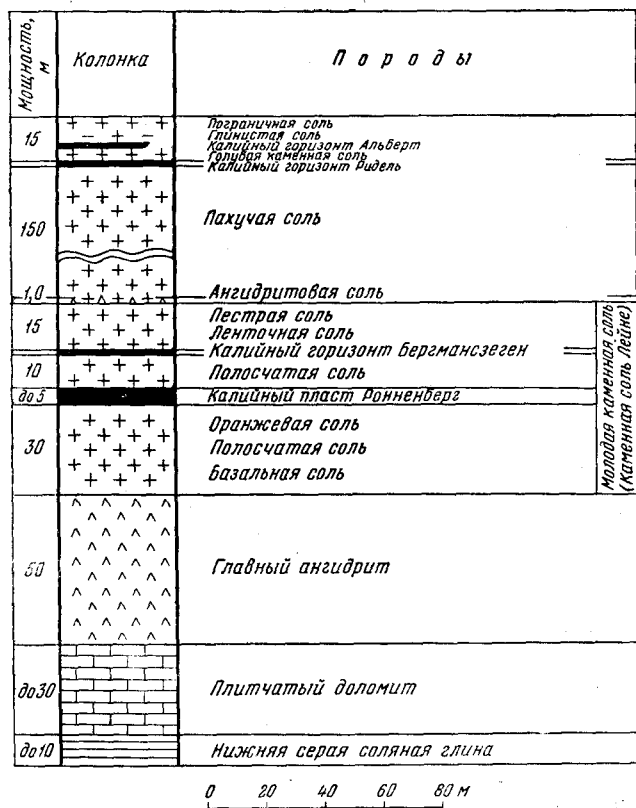 Мощность, м
Колонка
Породы
15
Пограничная соль
Глинистая соль
Калийный горизонт Альберт
Голубая каменная соль
Калийный горизонт Ридель
150
Пахучая соль
1,0
Ангидритовая соль
15
Пестрая соль
Ленточная соль
Калийный горизонт Бергмансзеген
10
Полосчатая соль
до 5
Калийный пласт Ронненберг
30
Оранжевая соль
Полосчатая соль
Базальная соль
Молодая каменная соль
(Каменная соль Лейне)
50
Главный ангидрит
до 30
Плитчатый доломит
до 10
Нижняя серая соляная глина
0 20 40 60 80 м